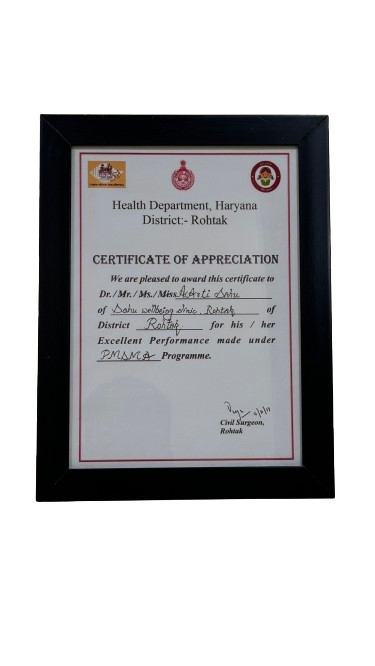 Health Department, Haryana
District:- Rohtak
CERTIFICATE OF APPRECIATION
We are pleased to award this certificate to
Dr. / Mr. / Ms. / Miss Sahu
of Sahu wellbeing clinic, Rohtak of
District Rohtak for his / her
Excellent Performance made under
PMSMA Programme.
Civil Surgeon,
Rohtak